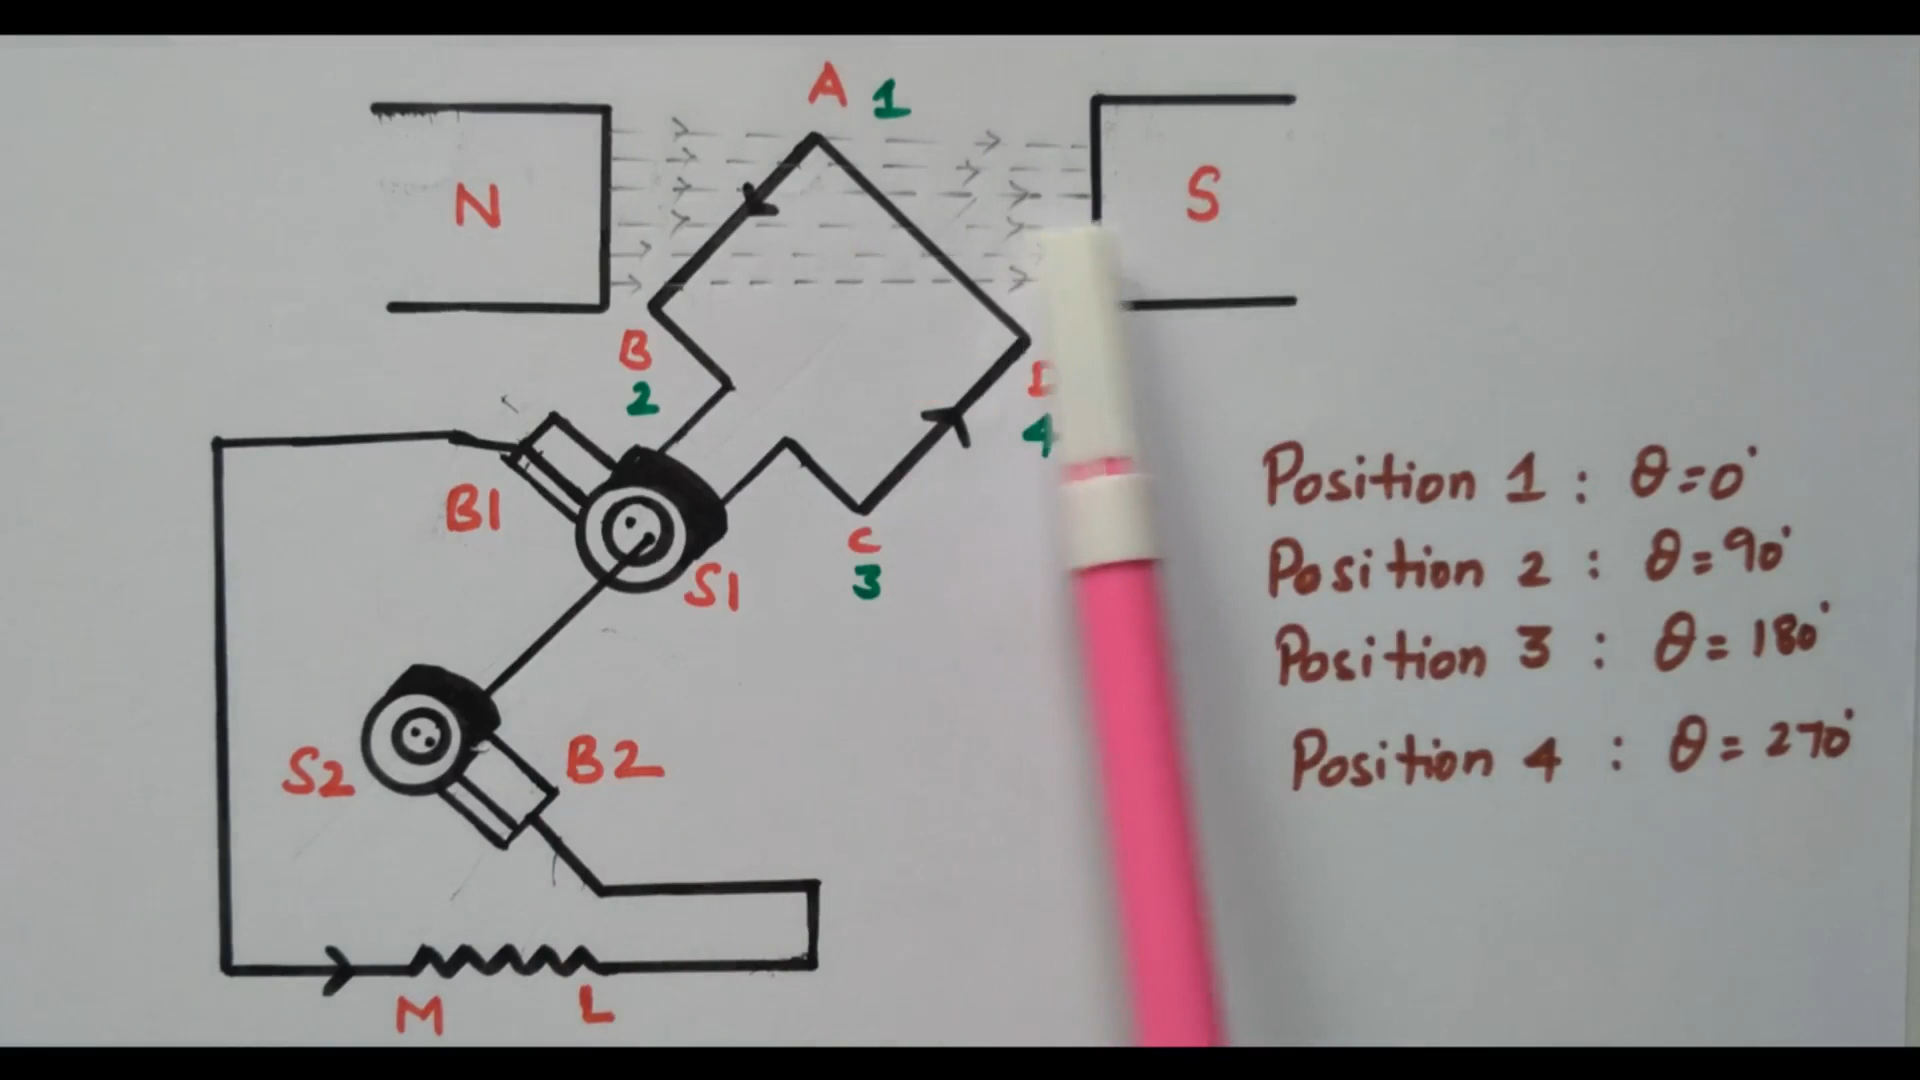 A 1
N
S
B
2
4
B1
S1
C
3
Position 1 : θ=0°
Position 2 : θ=90°
Position 3 : θ=180°
Position 4 : θ=270°
S2
B2
M
L